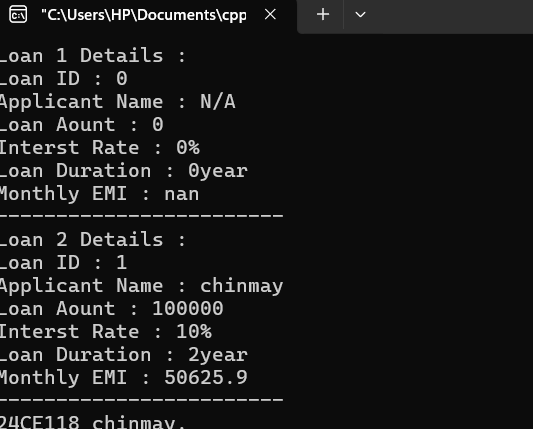 "C:\Users\HP\Documents\cpp
Loan 1 Details :
Loan ID : 0
Applicant Name : N/A
Loan Aount : 0
Interst Rate : 0%
Loan Duration : 0year
Monthly EMI : nan
------------------------
Loan 2 Details :
Loan ID : 1
Applicant Name : chinmay
Loan Aount : 100000
Interst Rate : 10%
Loan Duration : 2year
Monthly EMI : 50625.9
------------------------
24CE118 chinmay.